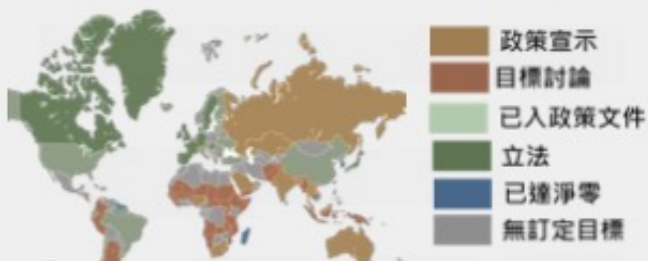 政策宣示
目標討論
已入政策文件
立法
已達淨零
無訂定目標